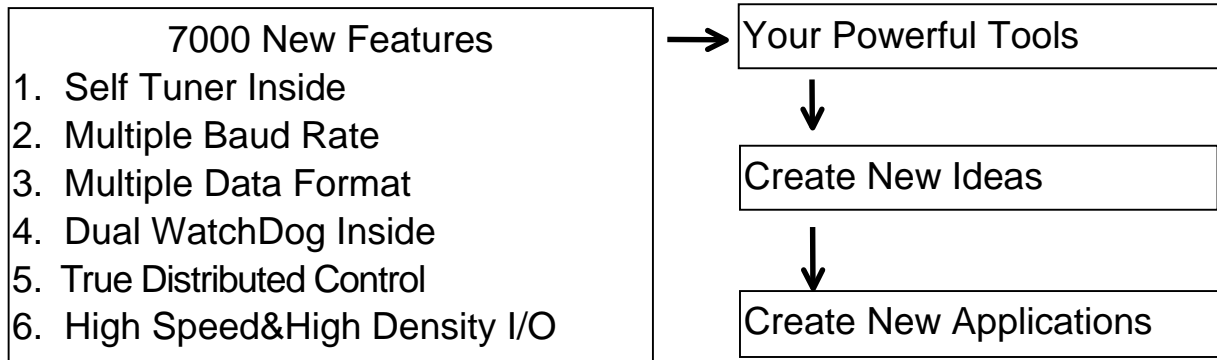 7000 New Features
1. Self Tuner Inside
2. Multiple Baud Rate
3. Multiple Data Format
4. Dual WatchDog Inside
5. True Distributed Control
6. High Speed&High Density I/O
Your Powerful Tools
Create New Ideas
Create New Applications